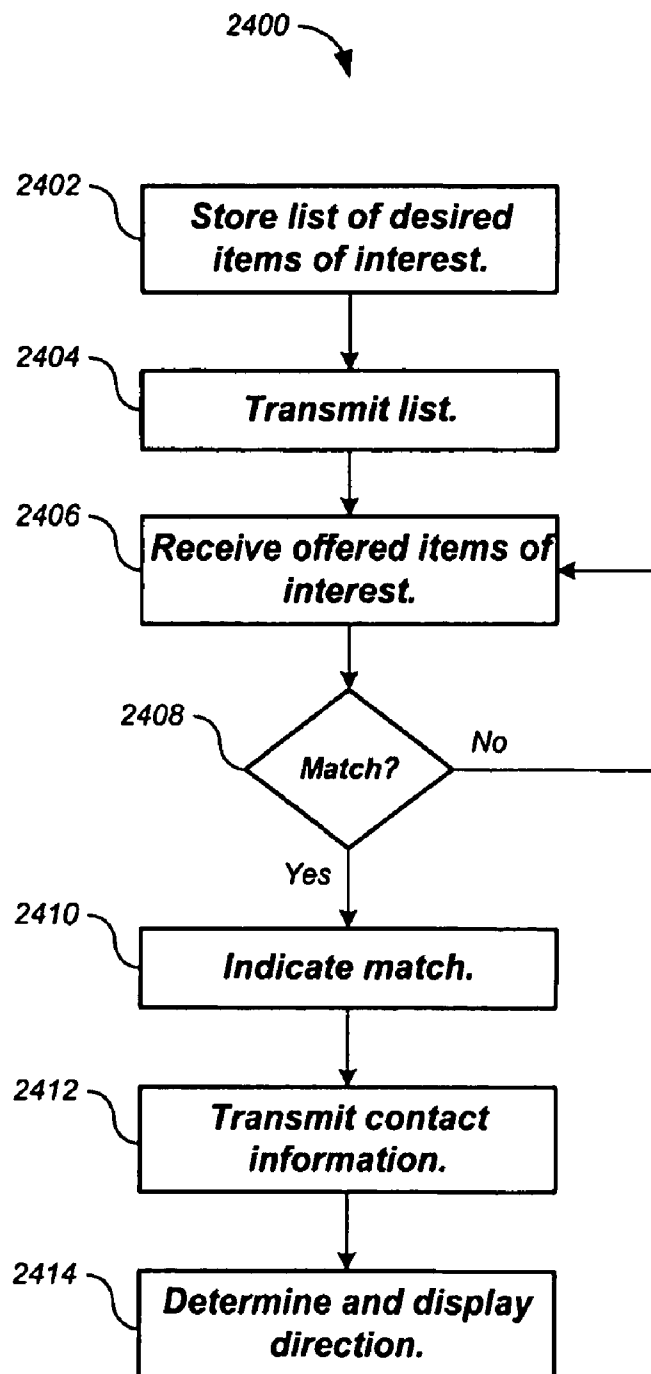 2400
2402
Store list of desired
items of interest.
2404
Transmit list.
2406
Receive offered items of
interest.
2408
Match?
No
Yes
2410
Indicate match.
2412
Transmit contact
information.
2414
Determine and display
direction.